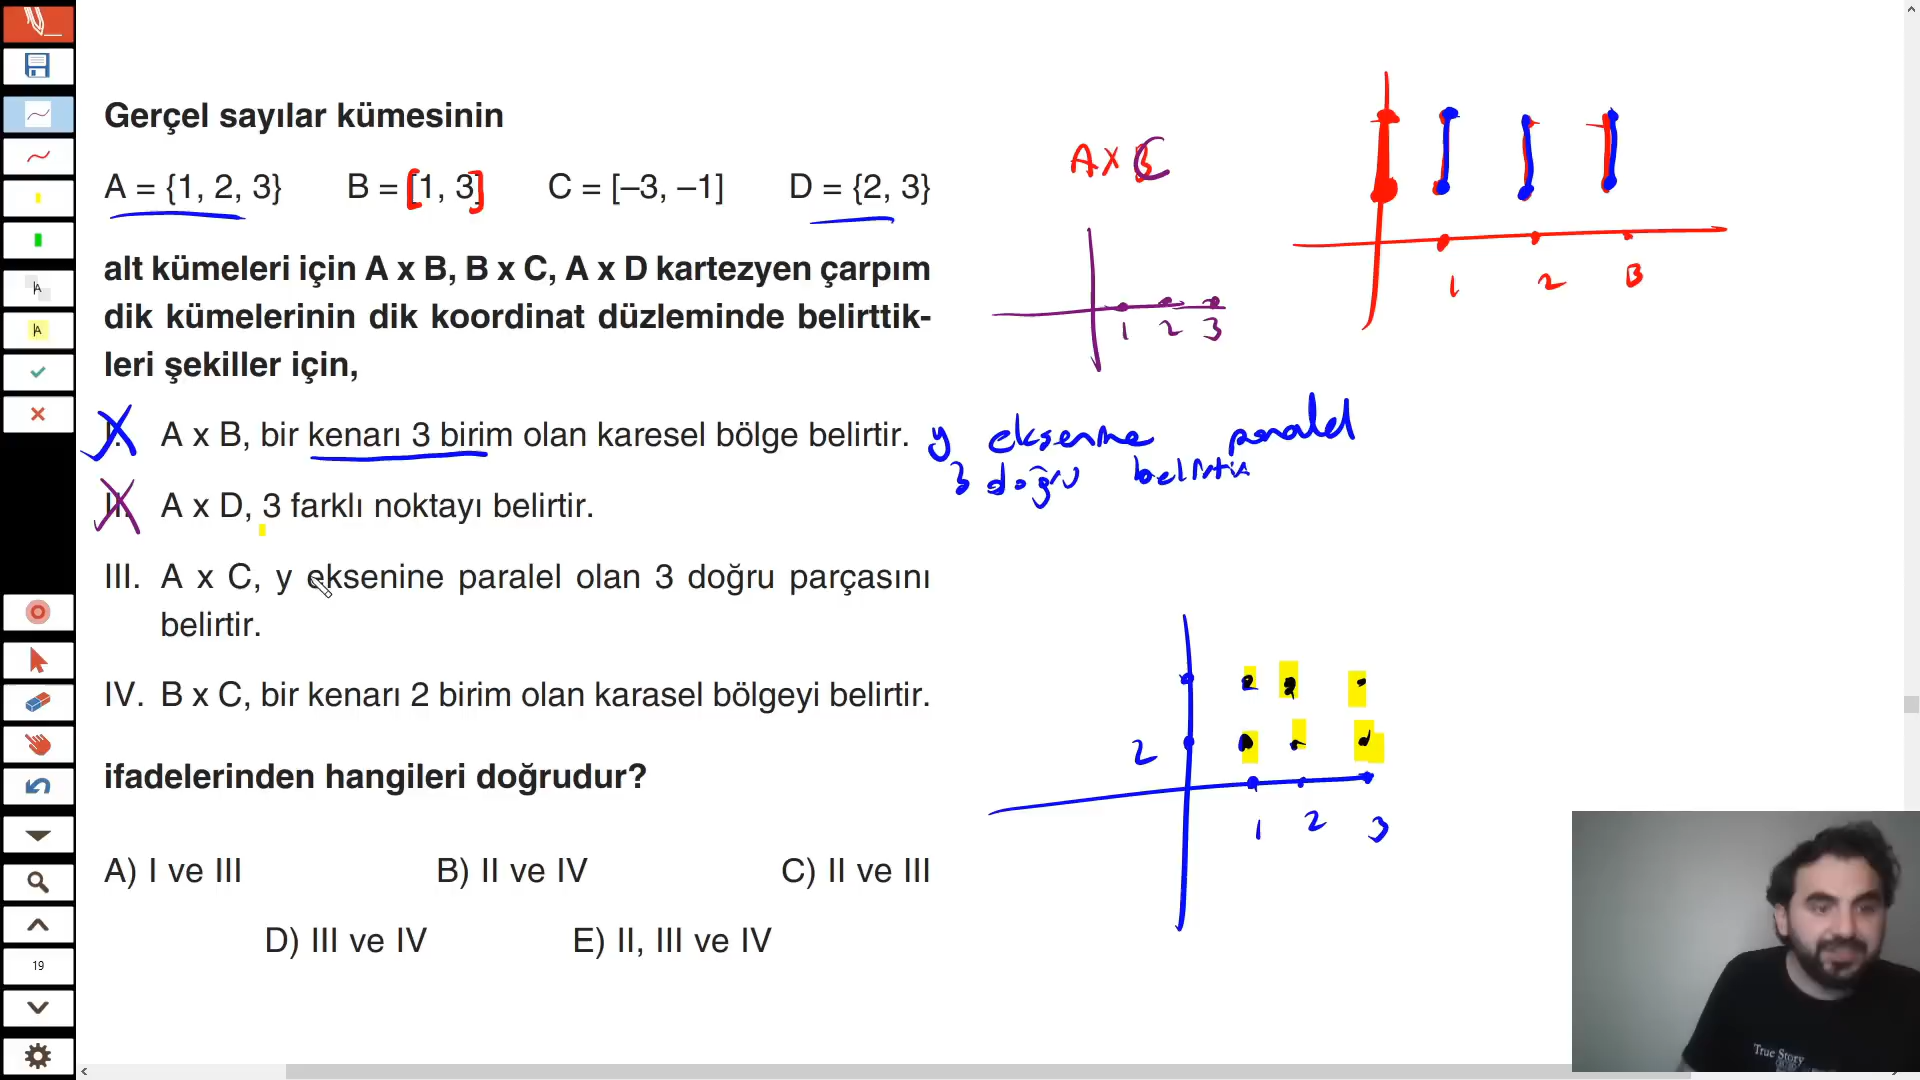 Gerçel sayılar kümesinin
A = {1, 2, 3} B = [1, 3] C = [–3, –1] D = {2, 3}
alt kümeleri için A x B, B x C, A x D kartezyen çarpım
dik kümelerinin dik koordinat düzleminde belirttik-
leri şekiller için,
I. A x B, bir kenarı 3 birim olan karesel bölge belirtir.
II. A x D, 3 farklı noktayı belirtir.
III. A x C, y eksenine paralel olan 3 doğru parçasını
belirtir.
IV. B x C, bir kenarı 2 birim olan karasel bölgeyi belirtir.
ifadelerinden hangileri doğrudur?
A) I ve III B) II ve IV C) II ve III
D) III ve IV E) II, III ve IV
A x C
1 2 3
1 2 3
y eksenine paralel
3 doğru belirtir
2
1 2 3
19
True Story